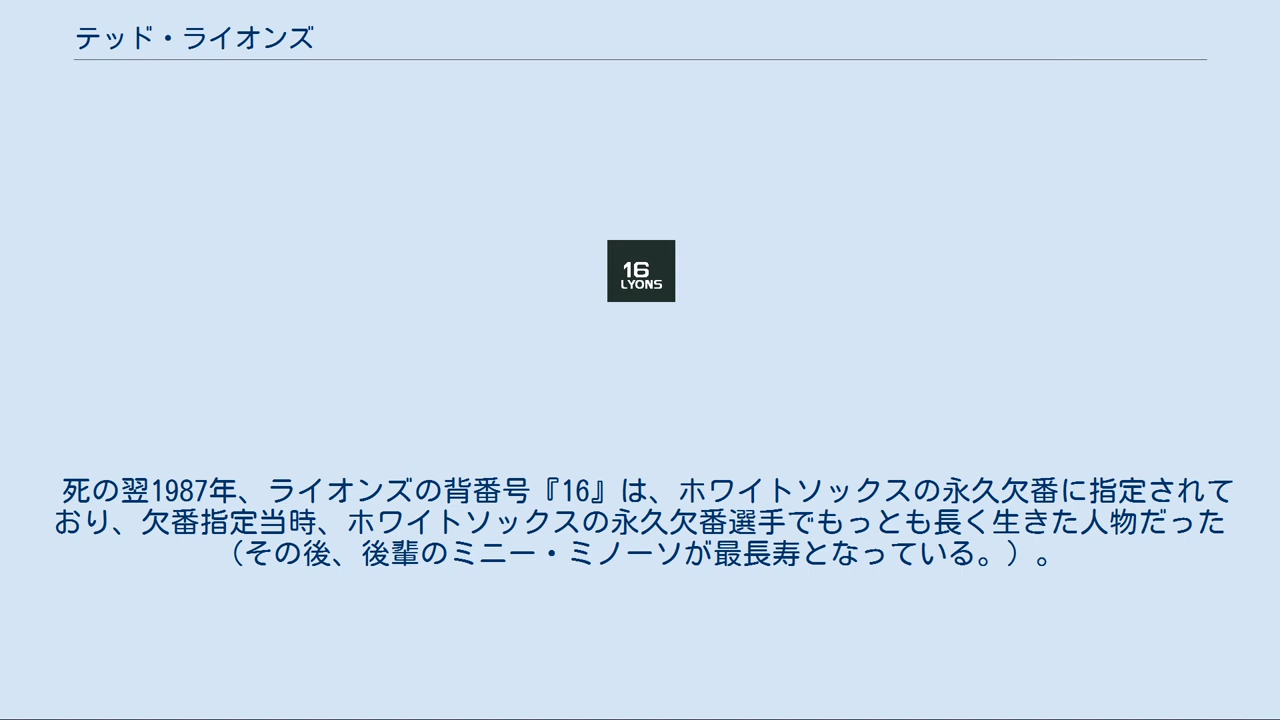 テッド・ライオンズ
16
LYONS
死の翌1987年、ライオンズの背番号『16』は、ホワイトソックスの永久欠番に指定されて
おり、欠番指定当時、ホワイトソックスの永久欠番選手でもっとも長く生きた人物だった
（その後、後輩のミニー・ミノーソが最長寿となっている。）。